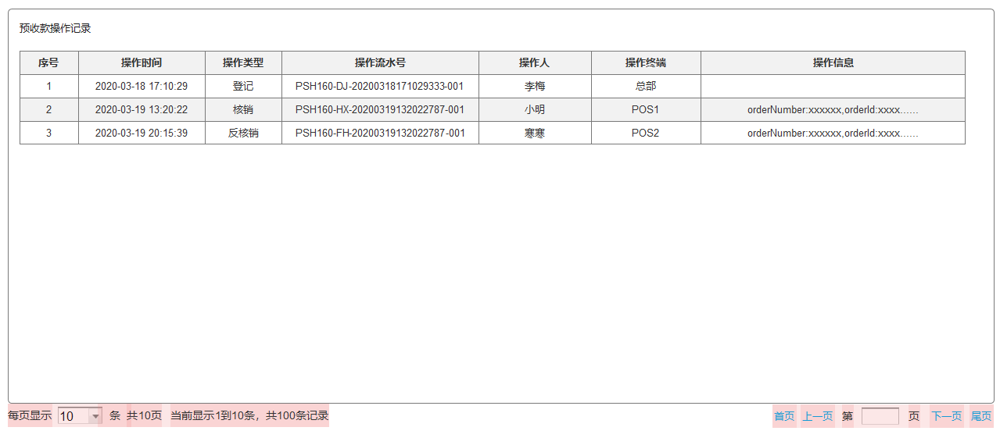 预收款操作记录
序号 操作时间 操作类型 操作流水号 操作人 操作终端 操作信息
1 2020-03-18 17:10:29 登记 PSH160-DJ-20200318171029333-001 李梅 总部
2 2020-03-19 13:20:22 核销 PSH160-HX-20200319132022787-001 小明 POS1 orderNumber:xxxxxx,orderId:xxxx……
3 2020-03-19 20:15:39 反核销 PSH160-FH-20200319132022787-001 寒寒 POS2 orderNumber:xxxxxx,orderId:xxxx……
每页显示 10 条 共10页 当前显示1到10条，共100条记录 首页 上一页 第 页 下一页 尾页